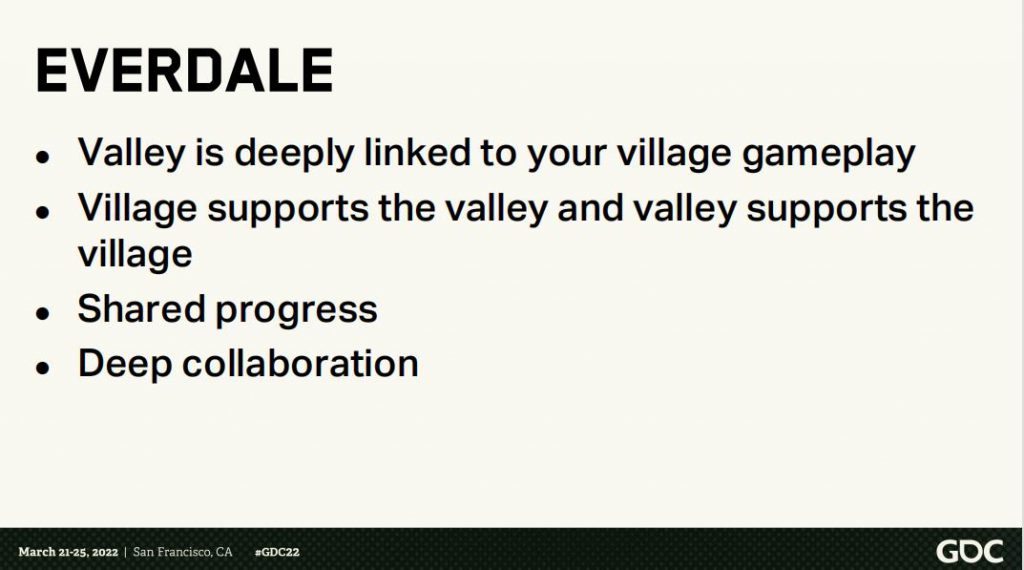 EVERDALE
● Valley is deeply linked to your village gameplay
● Village supports the valley and valley supports the
village
● Shared progress
● Deep collaboration
March 21-25, 2022 | San Francisco, CA #GDC22
GDC